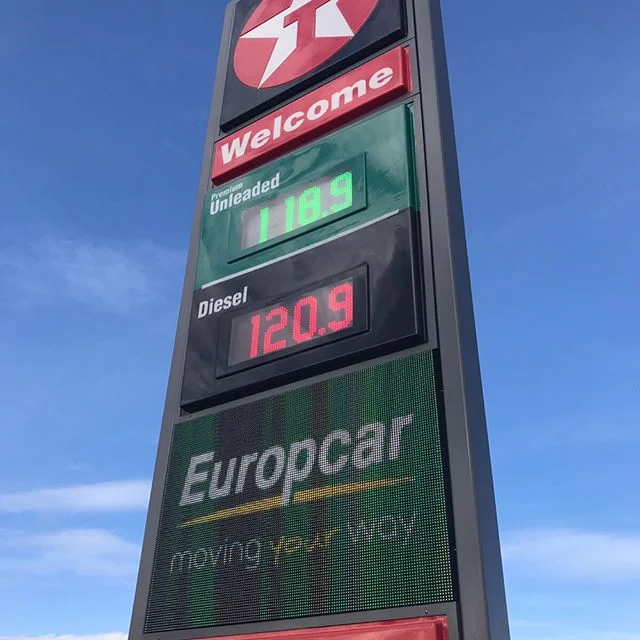 T
Welcome
Premium
Unleaded
118.9
Diesel
120.9
Europcar
moving your way